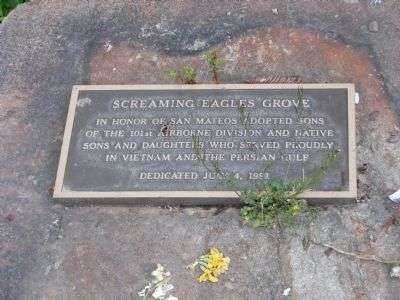 SCREAMING EAGLES GROVE
IN HONOR OF SAN MATEOS ADOPTED SONS
OF THE 101st AIRBORNE DIVISION AND NATIVE
SONS AND DAUGHTERS WHO SERVED PROUDLY
IN VIETNAM AND THE PERSIAN GULF
DEDICATED JULY 4,